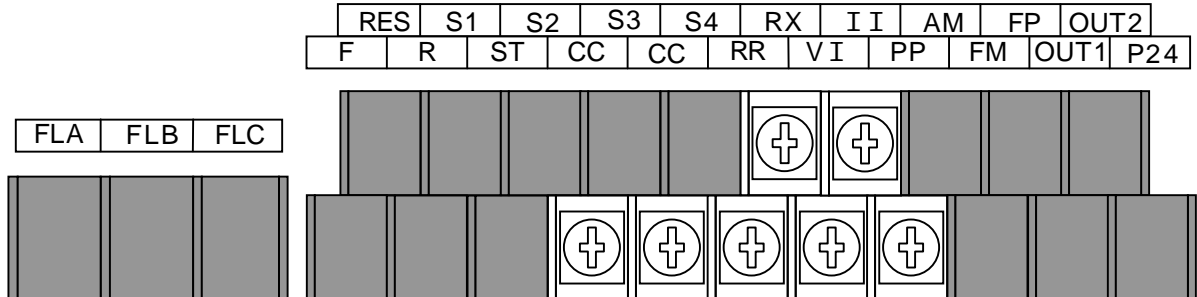 RES S1 S2 S3 S4 RX II AM FP OUT2
F R ST CC CC RR VI PP FM OUT1 P24
FLA FLB FLC